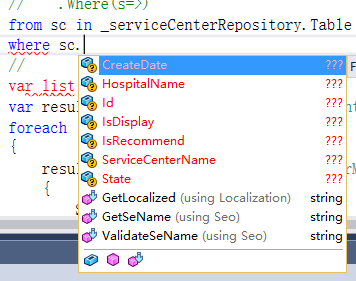 // .Where(s=>)
from sc in _serviceCenterRepository.Table
where sc.
//
var list
var resu
foreach
{
resu
{
CreateDate ???
HospitalName ???
Id ???
IsDisplay ???
IsRecommend ???
ServiceCenterName ???
State ???
GetLocalized (using Localization) string
GetSeName (using Seo) string
ValidateSeName (using Seo) string